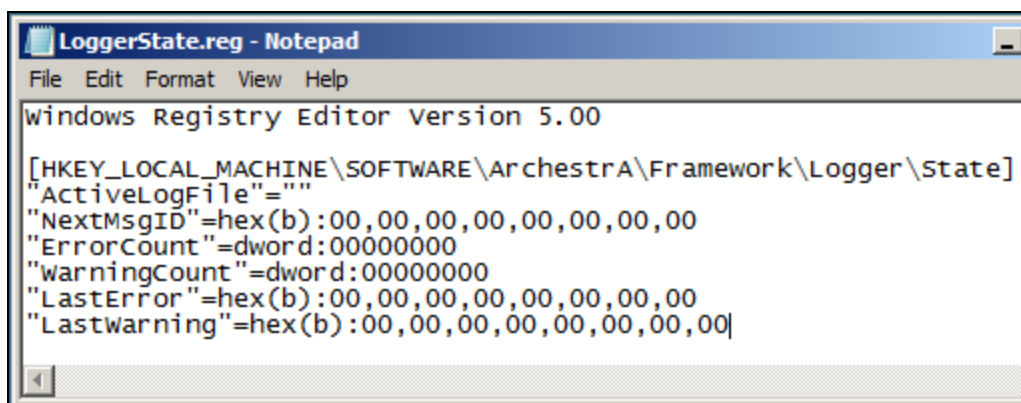 LoggerState.reg - Notepad
File Edit Format View Help
Windows Registry Editor Version 5.00
[HKEY_LOCAL_MACHINE\SOFTWARE\ArchestrA\Framework\Logger\State]
"ActiveLogFile"=""
"NextMsgID"=hex(b):00,00,00,00,00,00,00,00
"ErrorCount"=dword:00000000
"WarningCount"=dword:00000000
"LastError"=hex(b):00,00,00,00,00,00,00,00
"LastWarning"=hex(b):00,00,00,00,00,00,00,00